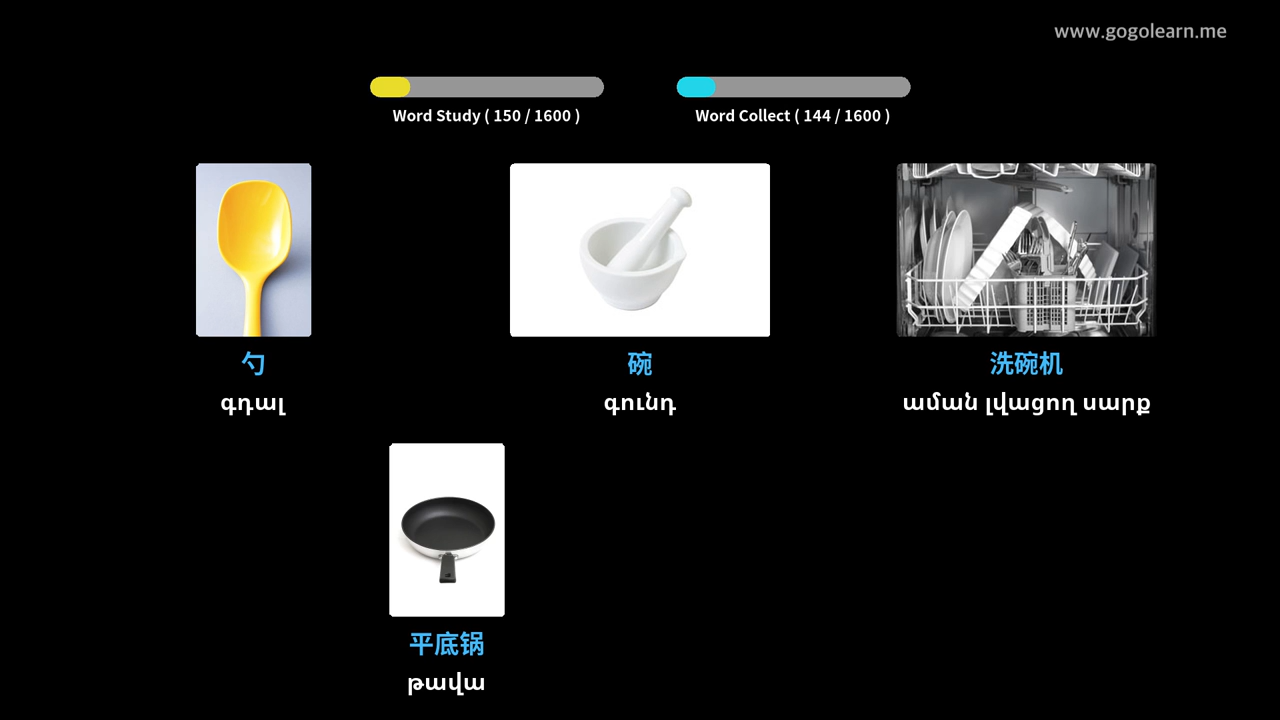 www.gogolearn.me
Word Study ( 150 / 1600 )
Word Collect ( 144 / 1600 )
勺
碗
洗碗机
գդալ
գունդ
աման լվացող սարք
平底锅
թավա